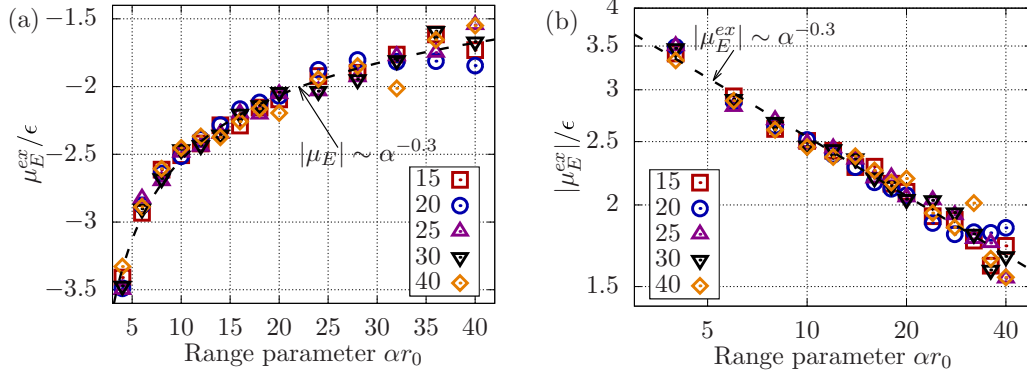 (a)
−1.5
−2
−2.5
−3
−3.5
μ_E^{ex}/ϵ
|μ_E| ∼ α^{−0.3}
15
20
25
30
40
5 10 15 20 25 30 35 40
Range parameter αr_0
(b)
4
3.5
3
2.5
2
1.5
|μ_E^{ex}|/ϵ
|μ_E^{ex}| ∼ α^{−0.3}
15
20
25
30
40
5 10 20 40
Range parameter αr_0